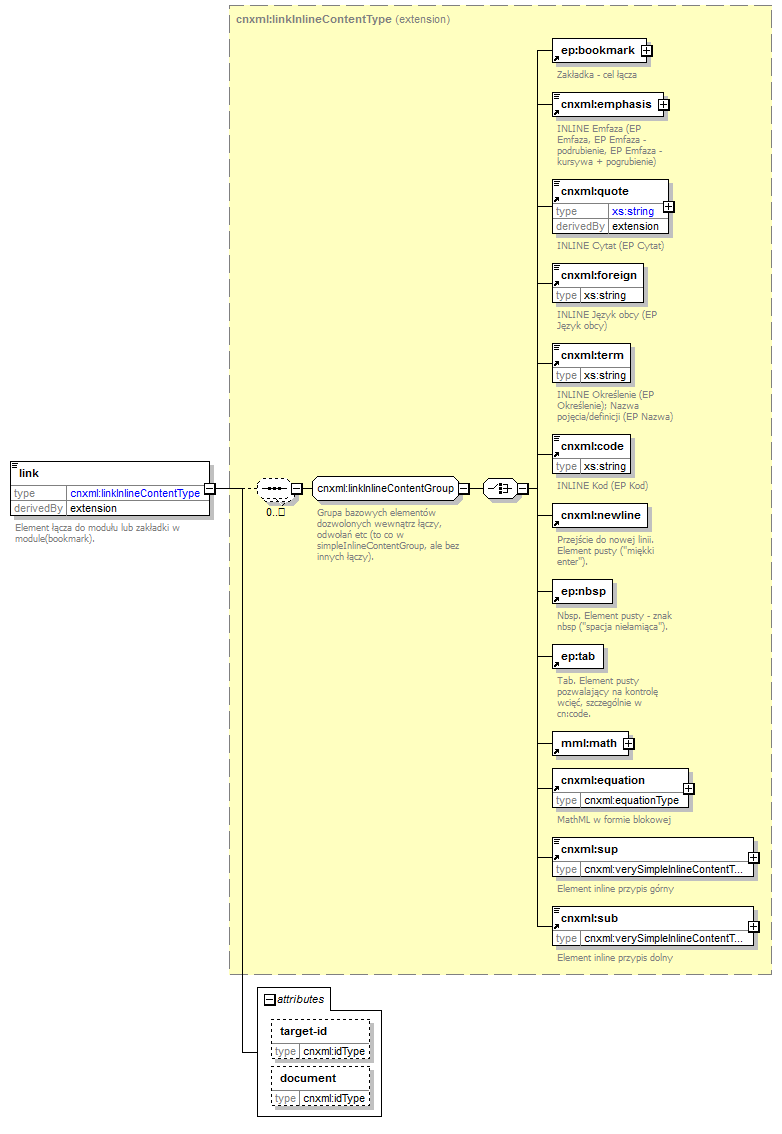 cnxml:linkInlineContentType (extension)
ep:bookmark
Zakładka - cel łącza
cnxml:emphasis
INLINE Emfaza (EP
Emfaza, EP Emfaza -
podrubienie, EP Emfaza -
kursywa + pogrubienie)
cnxml:quote
type xs:string
derivedBy extension
INLINE Cytat (EP Cytat)
cnxml:foreign
type xs:string
INLINE Język obcy (EP
Język obcy)
cnxml:term
type xs:string
INLINE Określenie (EP
Określenie); Nazwa
pojęcia/definicji (EP Nazwa)
cnxml:code
type xs:string
INLINE Kod (EP Kod)
link
type cnxml:linkInlineContentType
derivedBy extension
Element łącza do modułu lub zakładki w
module(bookmark).
0..□
cnxml:linkInlineContentGroup
Grupa bazowych elementów
dozwolonych wewnątrz łączy,
odwołań etc (to co w
simpleInlineContentGroup, ale bez
innych łączy).
cnxml:newline
Przejście do nowej linii.
Element pusty ("miękki
enter").
ep:nbsp
Nbsp. Element pusty - znak
nbsp ("spacja niełamiąca").
ep:tab
Tab. Element pusty
pozwalający na kontrolę
wcięć, szczególnie w
cn:code.
mml:math
cnxml:equation
type cnxml:equationType
MathML w formie blokowej
cnxml:sup
type cnxml:verySimpleInlineContentT...
Element inline przypis górny
cnxml:sub
type cnxml:verySimpleInlineContentT...
Element inline przypis dolny
attributes
target-id
type cnxml:idType
document
type cnxml:idType